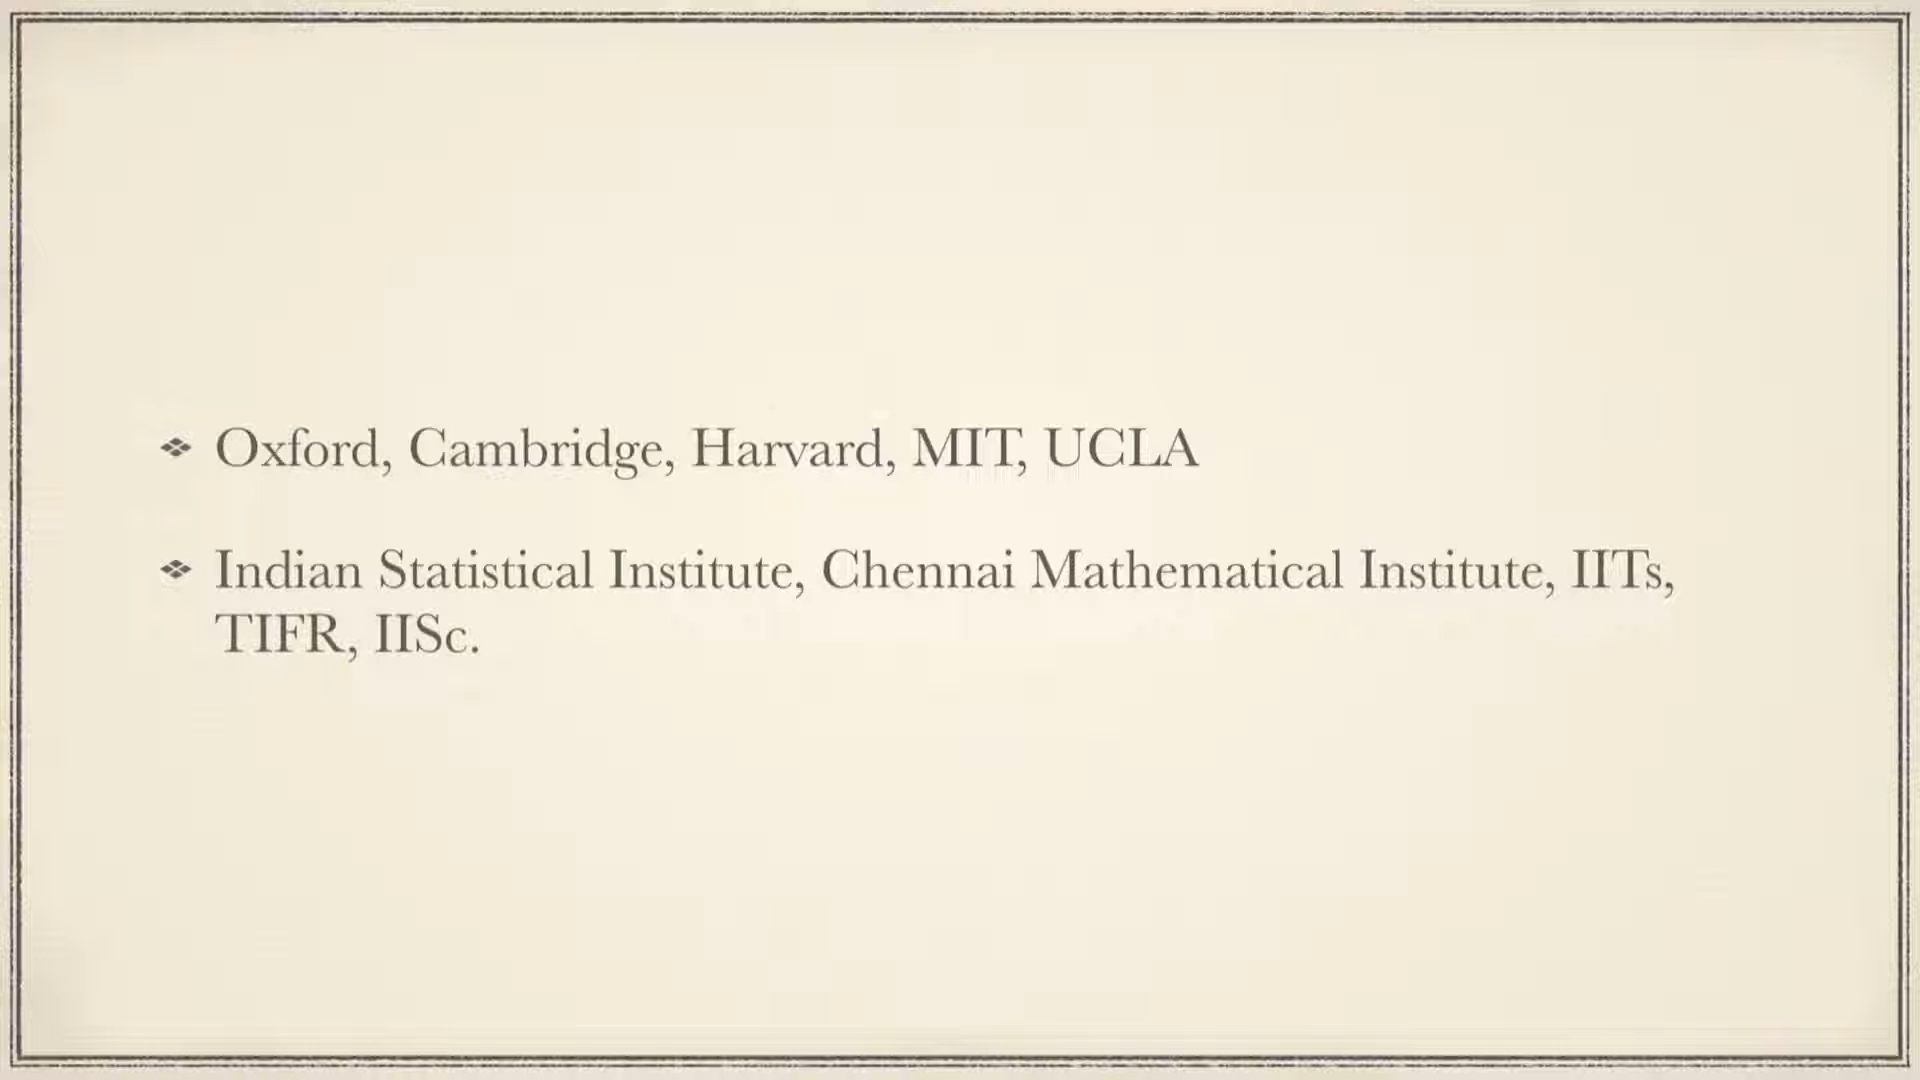 Oxford, Cambridge, Harvard, MIT, UCLA
Indian Statistical Institute, Chennai Mathematical Institute, IITs,
TIFR, IISc.